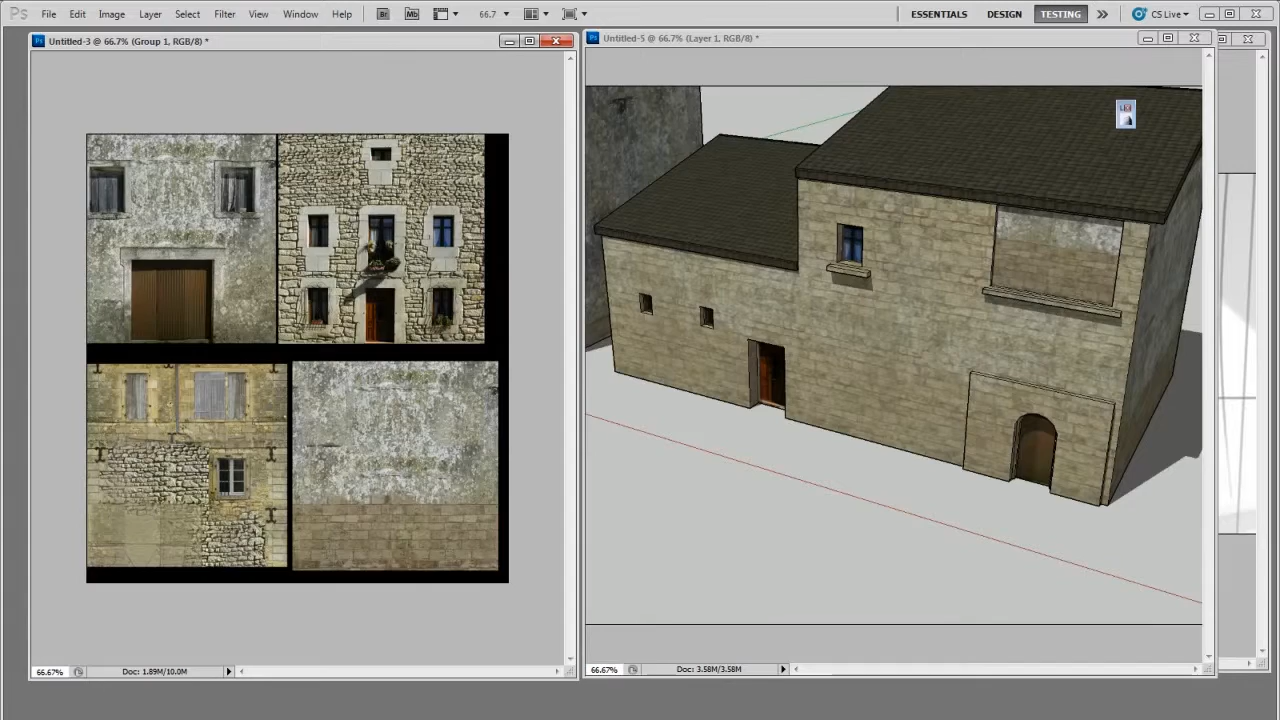 Ps File Edit Image Layer Select Filter View Window Help Br Mb 66.7 ESSENTIALS DESIGN TESTING CS Live
Ps Untitled-3 @ 66.7% (Group 1, RGB/8) *
Ps Untitled-5 @ 66.7% (Layer 1, RGB/8) *
66.67% Doc: 1.89M/10.0M
66.67% Doc: 3.58M/3.58M